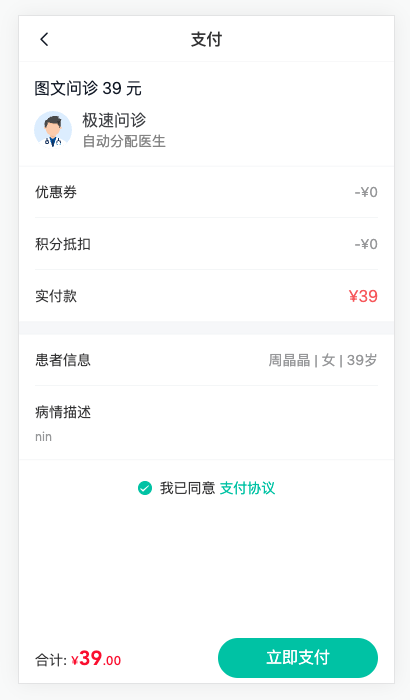 支付
图文问诊 39 元
极速问诊
自动分配医生
优惠券 -¥0
积分抵扣 -¥0
实付款 ¥39
患者信息 周晶晶 | 女 | 39岁
病情描述
nin
我已同意 支付协议
合计: ¥39.00 立即支付